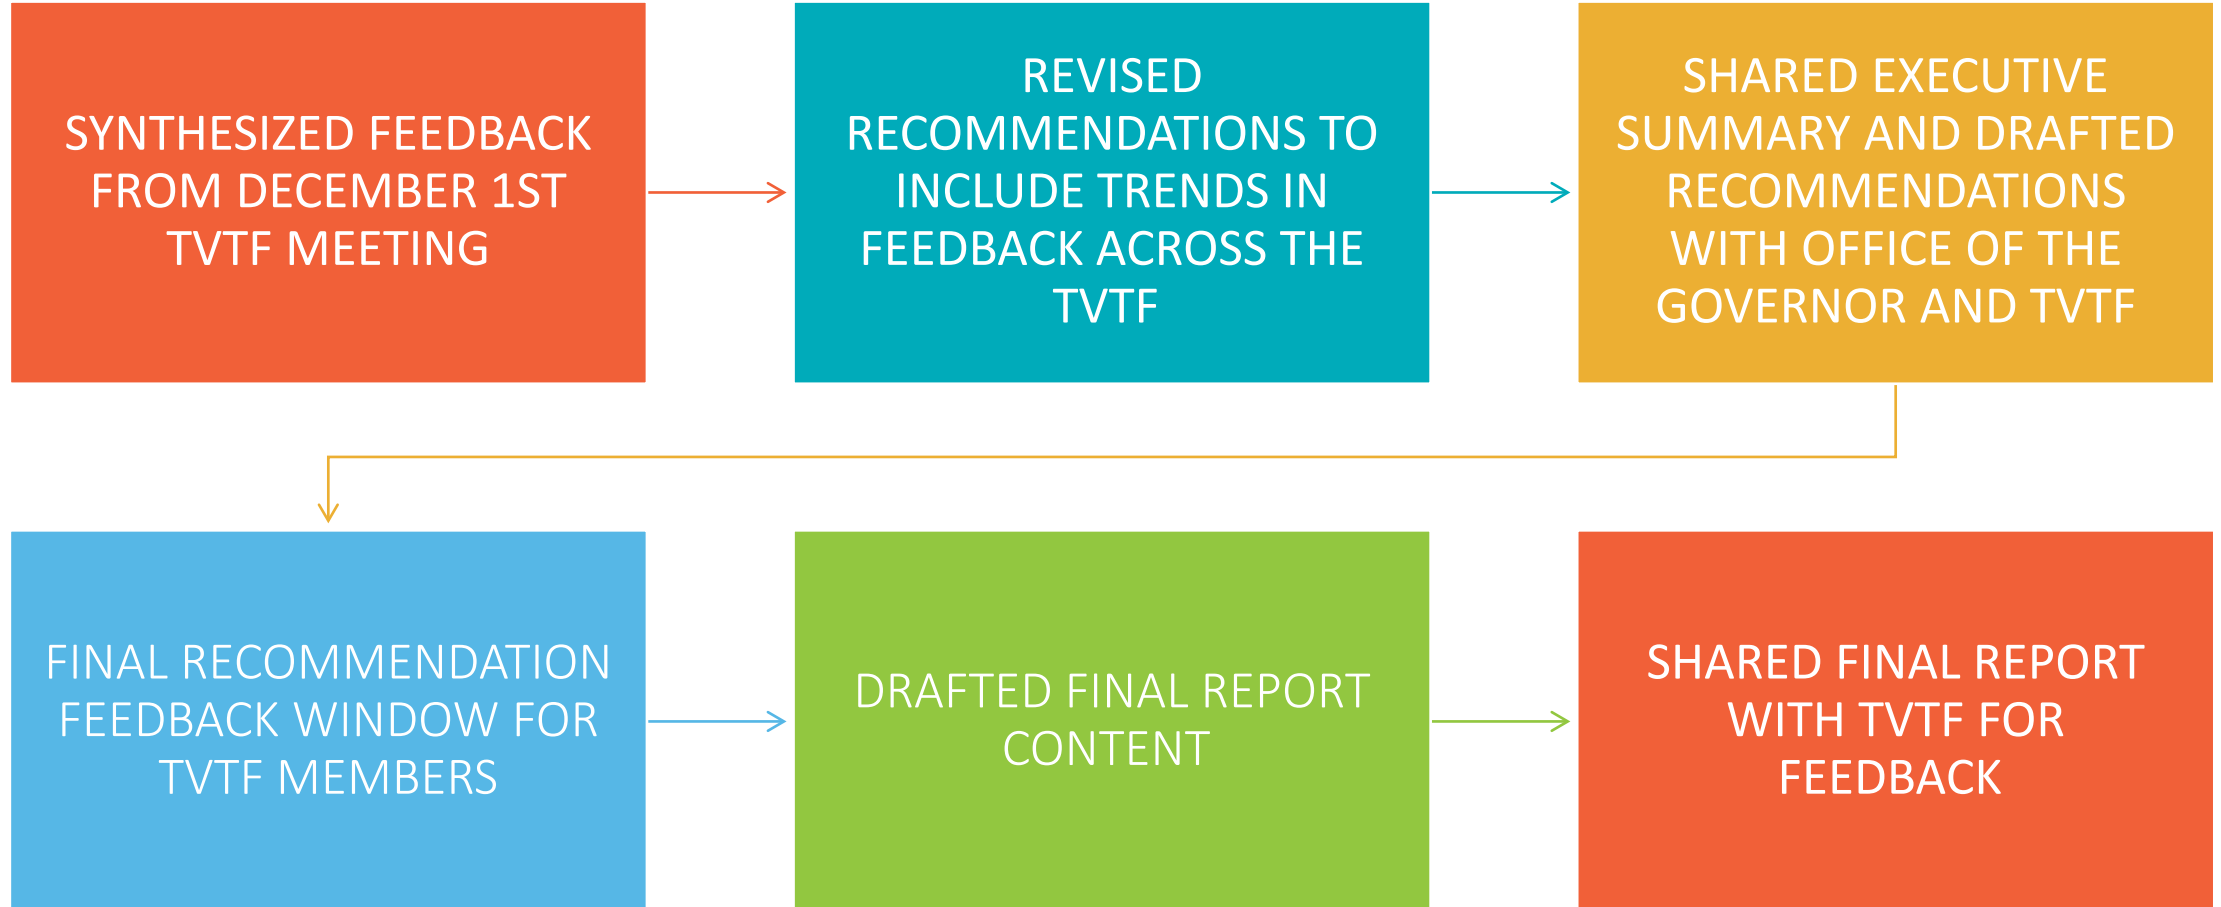 SYNTHESIZED FEEDBACK
FROM DECEMBER 1ST
TVTF MEETING
REVISED
RECOMMENDATIONS TO
INCLUDE TRENDS IN
FEEDBACK ACROSS THE
TVTF
SHARED EXECUTIVE
SUMMARY AND DRAFTED
RECOMMENDATIONS
WITH OFFICE OF THE
GOVERNOR AND TVTF
FINAL RECOMMENDATION
FEEDBACK WINDOW FOR
TVTF MEMBERS
DRAFTED FINAL REPORT
CONTENT
SHARED FINAL REPORT
WITH TVTF FOR
FEEDBACK